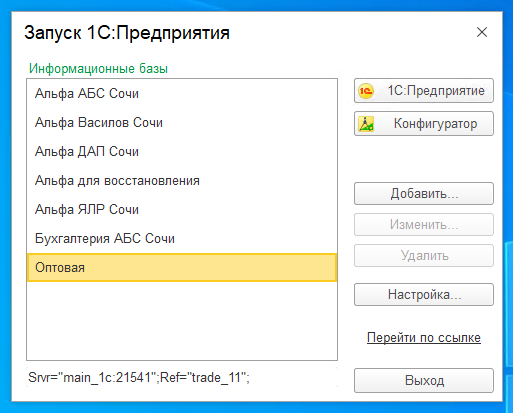 Запуск 1С:Предприятия
Информационные базы
Альфа АБС Сочи
Альфа Василов Сочи
Альфа ДАП Сочи
Альфа для восстановления
Альфа ЯЛР Сочи
Бухгалтерия АБС Сочи
Оптовая
Srvr="main_1c:21541";Ref="trade_11";
1С:Предприятие
Конфигуратор
Добавить...
Изменить...
Удалить
Настройка...
Перейти по ссылке
Выход